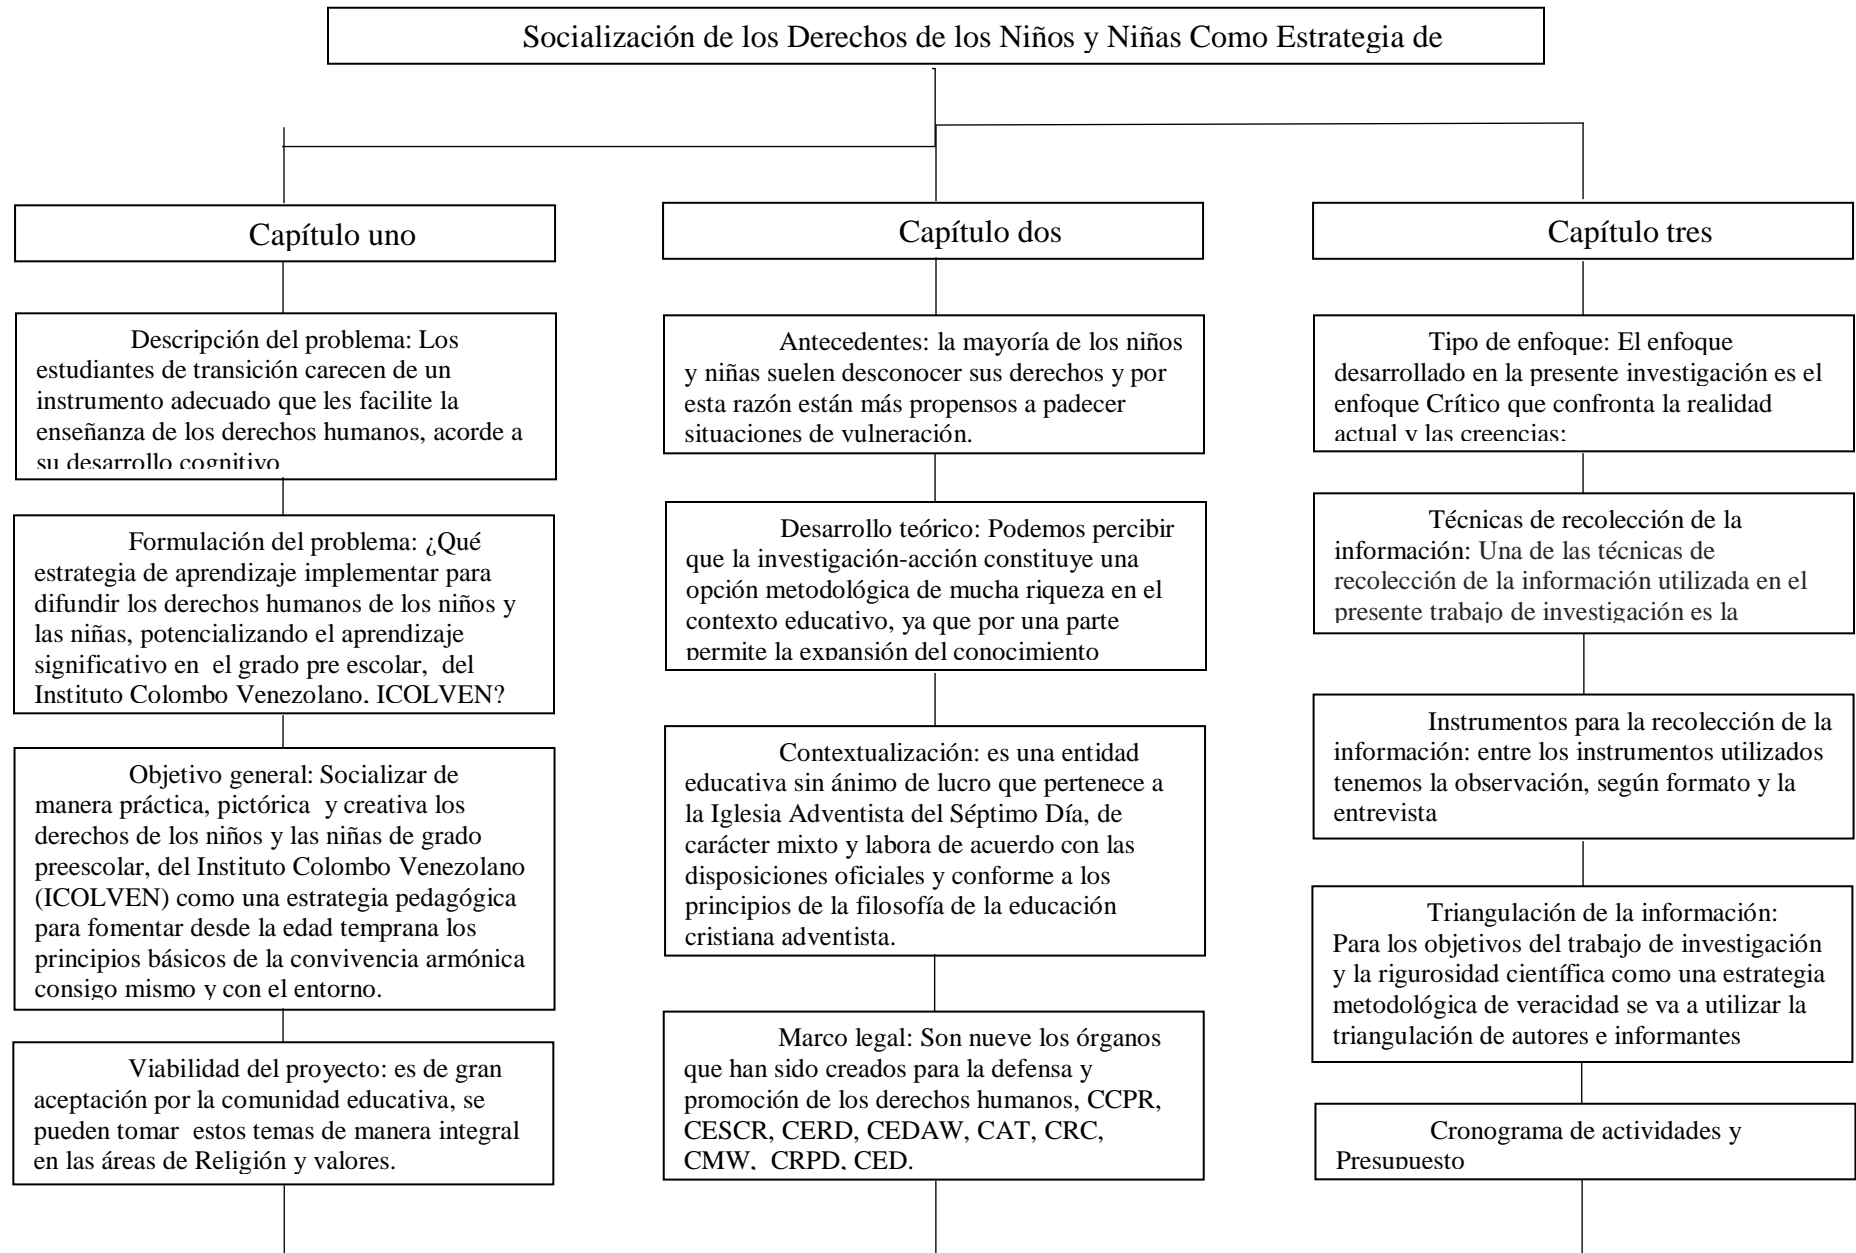 Socialización de los Derechos de los Niños y Niñas Como Estrategia de
Capítulo uno
Descripción del problema: Los
estudiantes de transición carecen de un
instrumento adecuado que les facilite la
enseñanza de los derechos humanos, acorde a
su desarrollo cognitivo
Formulación del problema: ¿Qué
estrategia de aprendizaje implementar para
difundir los derechos humanos de los niños y
las niñas, potencializando el aprendizaje
significativo en el grado pre escolar, del
Instituto Colombo Venezolano. ICOLVEN?
Objetivo general: Socializar de
manera práctica, pictórica y creativa los
derechos de los niños y las niñas de grado
preescolar, del Instituto Colombo Venezolano
(ICOLVEN) como una estrategia pedagógica
para fomentar desde la edad temprana los
principios básicos de la convivencia armónica
consigo mismo y con el entorno.
Viabilidad del proyecto: es de gran
aceptación por la comunidad educativa, se
pueden tomar estos temas de manera integral
en las áreas de Religión y valores.
Capítulo dos
Antecedentes: la mayoría de los niños
y niñas suelen desconocer sus derechos y por
esta razón están más propensos a padecer
situaciones de vulneración.
Desarrollo teórico: Podemos percibir
que la investigación-acción constituye una
opción metodológica de mucha riqueza en el
contexto educativo, ya que por una parte
permite la expansión del conocimiento
Contextualización: es una entidad
educativa sin ánimo de lucro que pertenece a
la Iglesia Adventista del Séptimo Día, de
carácter mixto y labora de acuerdo con las
disposiciones oficiales y conforme a los
principios de la filosofía de la educación
cristiana adventista.
Marco legal: Son nueve los órganos
que han sido creados para la defensa y
promoción de los derechos humanos, CCPR,
CESCR, CERD, CEDAW, CAT, CRC,
CMW, CRPD, CED.
Capítulo tres
Tipo de enfoque: El enfoque
desarrollado en la presente investigación es el
enfoque Crítico que confronta la realidad
actual y las creencias;
Técnicas de recolección de la
información: Una de las técnicas de
recolección de la información utilizada en el
presente trabajo de investigación es la
Instrumentos para la recolección de la
información: entre los instrumentos utilizados
tenemos la observación, según formato y la
entrevista
Triangulación de la información:
Para los objetivos del trabajo de investigación
y la rigurosidad científica como una estrategia
metodológica de veracidad se va a utilizar la
triangulación de autores e informantes
Cronograma de actividades y
Presupuesto